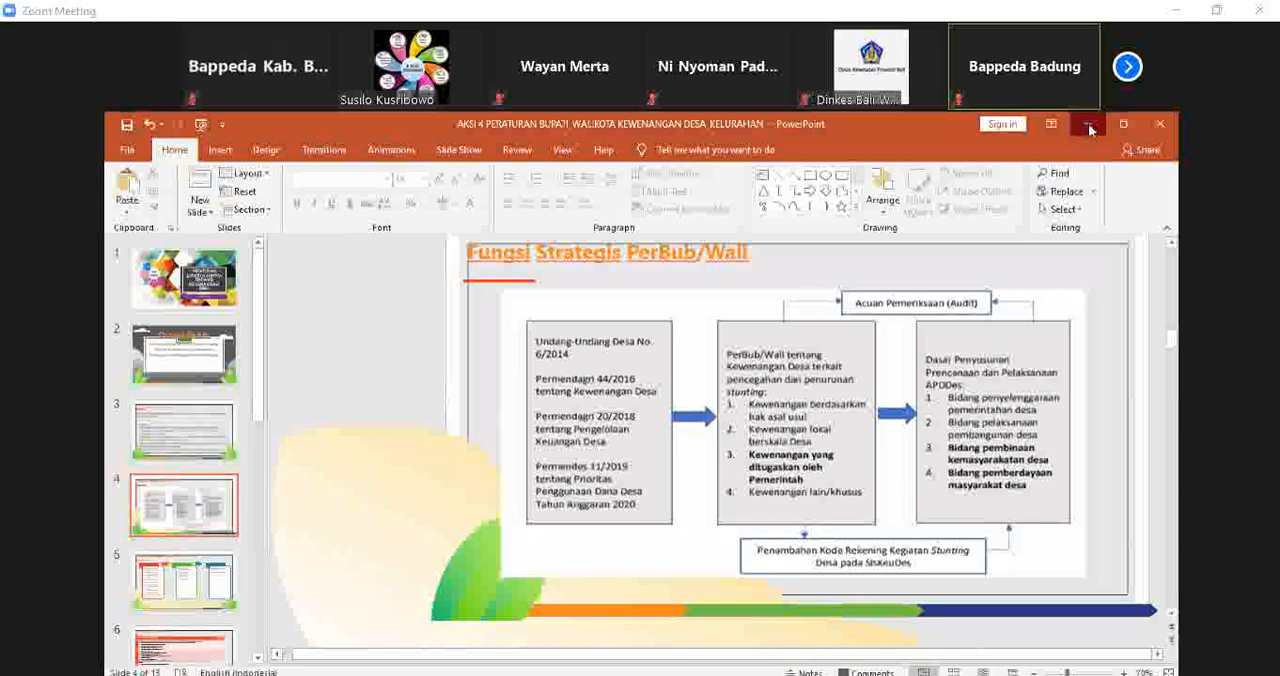 Zoom Meeting
Bappeda Kab. B...
Susilo Kusribowo
Wayan Merta
Ni Nyoman Pad...
Dinkes Bali W...
Bappeda Badung
AKSI 4 PERATURAN BUPATI WALIKOTA KEWENANGAN DESA KELURAHAN - PowerPoint
Sign in
File Home Insert Design Transitions Animations Slide Show Review View Help Tell me what you want to do
Share
Paste
New
Slide
Layout
Reset
Section
Arrange
Find
Replace
Select
Clipboard
Slides
Font
Paragraph
Drawing
Editing
1
2
3
4
5
6
Fungsi Strategis PerBub/Wall
Acuan Pemeriksaan (Audit)
Undang-Undang Desa No.
6/2014
Permendagri 44/2016
tentang Kewenangan Desa
Permendagri 20/2018
tentang Pengelolaan
Keuangan Desa
Permendes 11/2019
tentang Prioritas
Penggunaan Dana Desa
Tahun Anggaran 2020
PerBub/Wall tentang
Kewenangan Desa terkait
pencegahan dan penurunan
stunting:
1. Kewenangan berdasarkan
hak asal usul
2. Kewenangan lokal
berskala Desa
3. Kewenangan yang
ditugaskan oleh
Pemerintah
4. Kewenangan lain/khusus
Dasar Penyusunan
Prencanaan dan Pelaksanaan
APDDes:
1. Bidang penyelenggaraan
pemerintahan desa
2 Bidang pelaksanaan
pembangunan desa
3 Bidang pembinaan
kemasyarakatan desa
4. Bidang pemberdayaan
masyarakat desa
Penambahan Kode Rekening Kegiatan Stunting
Desa pada SisKeuDes
Slide 4 of 13
English (Indonesia)
Notes
Comments
70%